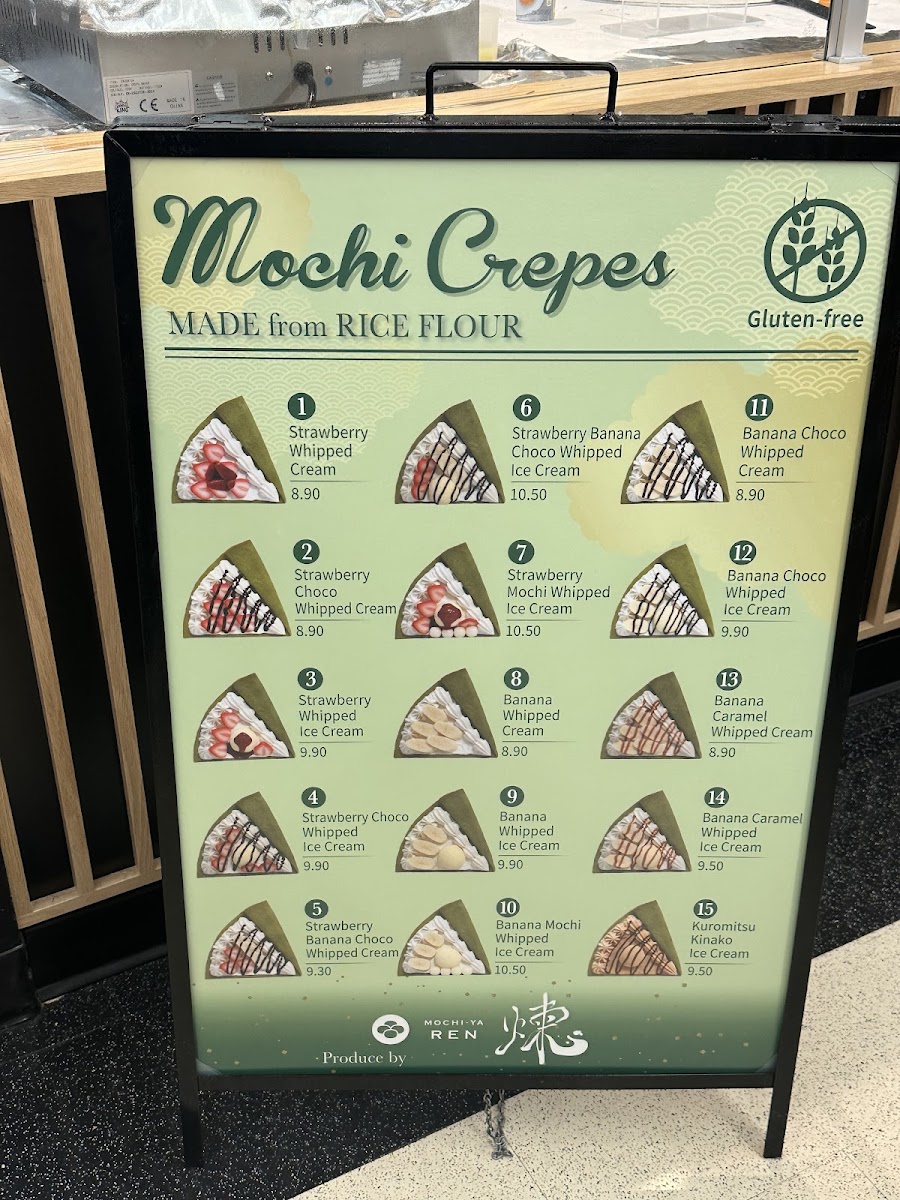 Mochi Crepes
MADE from RICE FLOUR
Gluten-free
1
Strawberry
Whipped
Cream
8.90
2
Strawberry
Choco
Whipped Cream
8.90
3
Strawberry
Whipped
Ice Cream
9.90
4
Strawberry Choco
Whipped
Ice Cream
9.90
5
Strawberry
Banana Choco
Whipped Cream
9.30
6
Strawberry Banana
Choco Whipped
Ice Cream
10.50
7
Strawberry
Mochi Whipped
Ice Cream
10.50
8
Banana
Whipped
Cream
8.90
9
Banana
Whipped
Ice Cream
9.90
10
Banana Mochi
Whipped
Ice Cream
10.50
11
Banana Choco
Whipped
Cream
8.90
12
Banana Choco
Whipped
Ice Cream
9.90
13
Banana
Caramel
Whipped Cream
8.90
14
Banana Caramel
Whipped
Ice Cream
9.50
15
Kuromitsu
Kinako
Ice Cream
9.50
Produce by
MOCHI-YA
REN
煉
CE